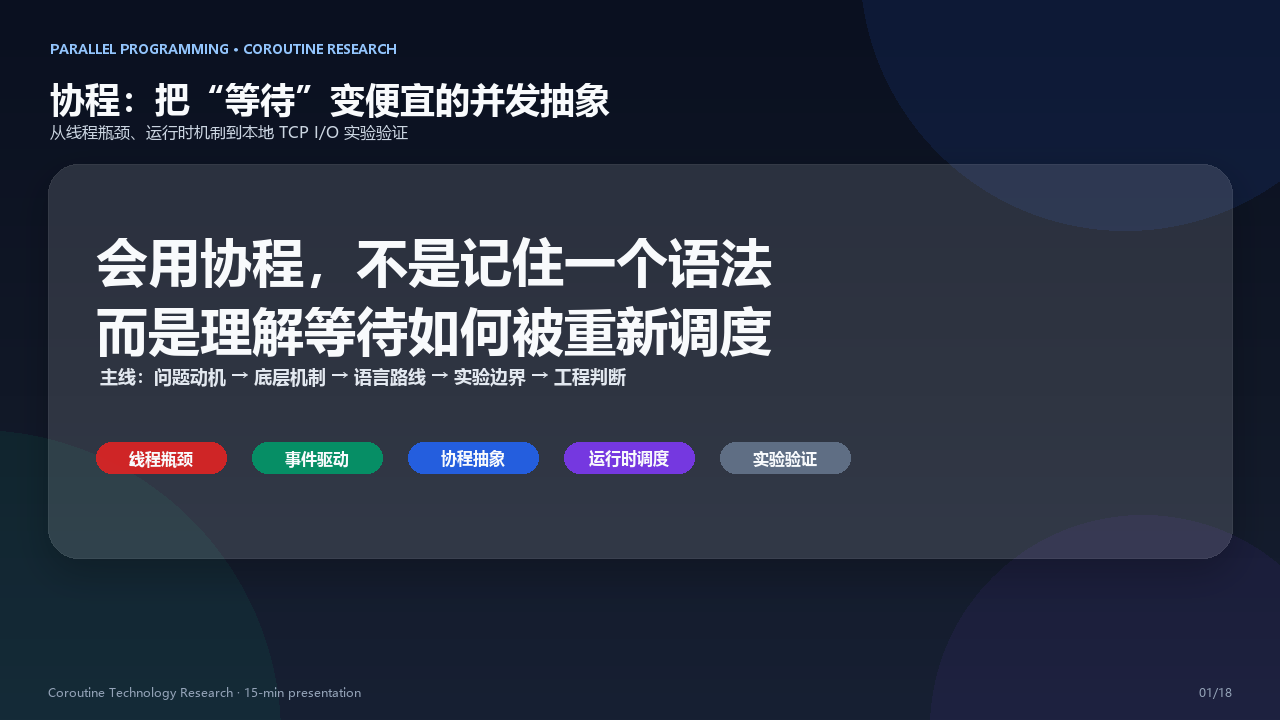 PARALLEL PROGRAMMING • COROUTINE RESEARCH
协程：把“等待”变便宜的并发抽象
从线程瓶颈、运行时机制到本地 TCP I/O 实验验证
会用协程，不是记住一个语法
而是理解等待如何被重新调度
主线：问题动机 → 底层机制 → 语言路线 → 实验边界 → 工程判断
线程瓶颈
事件驱动
协程抽象
运行时调度
实验验证
Coroutine Technology Research · 15-min presentation
01/18